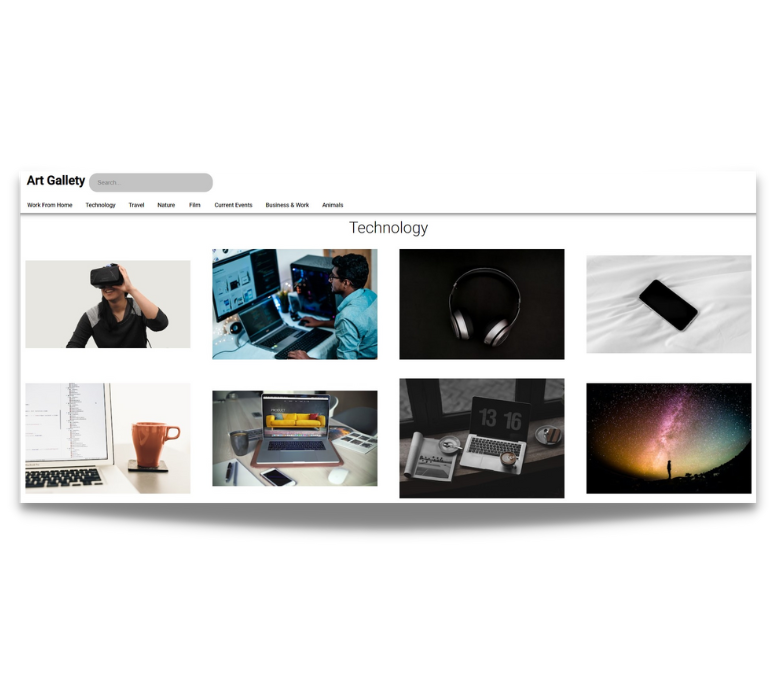 Art Gallety
Search..
Work From Home Technology Travel Nature Film Current Events Business & Work Animals
Technology
13 16